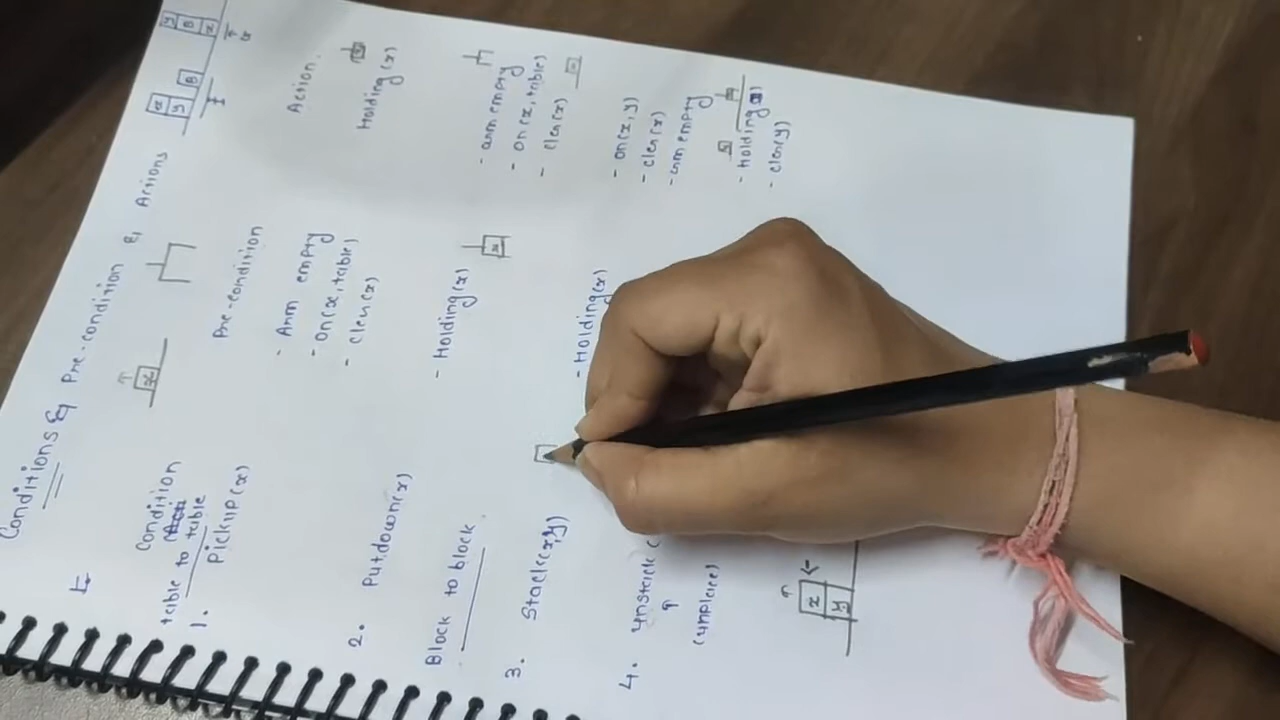 Conditions & Pre-condition & Actions
Condition
Pre-condition
Action.
table to table
1. Pickup(x)
- Arm empty
- on(x, table)
- clear(x)
Holding(x)
2. Putdown(x)
- Holding(x)
- arm empty
- on(x, table)
- clear(x)
Block to block
3. Stack(x,y)
- Holding(x)
- on(x, y)
- clear(x)
- arm empty
4. unstack (
(unplace)
- Holding
- clear(y)
x
y
x
x
x
y
B
y
B
x